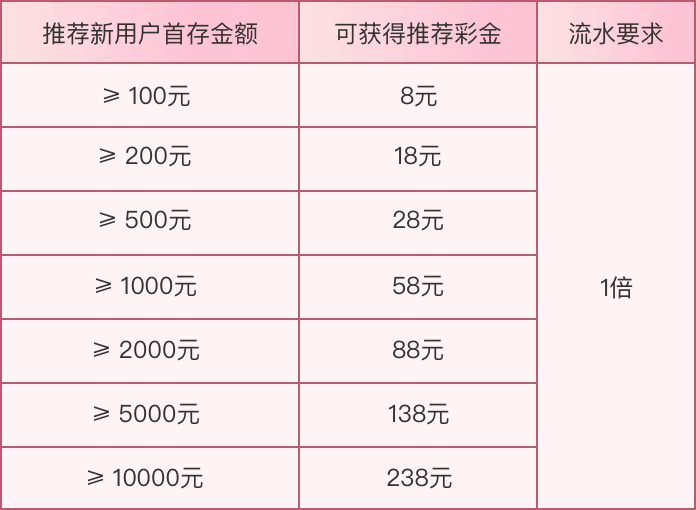 推荐新用户首存金额 可获得推荐彩金 流水要求
⩾ 100元 8元
⩾ 200元 18元
⩾ 500元 28元
⩾ 1000元 58元
1倍
⩾ 2000元 88元
⩾ 5000元 138元
⩾ 10000元 238元